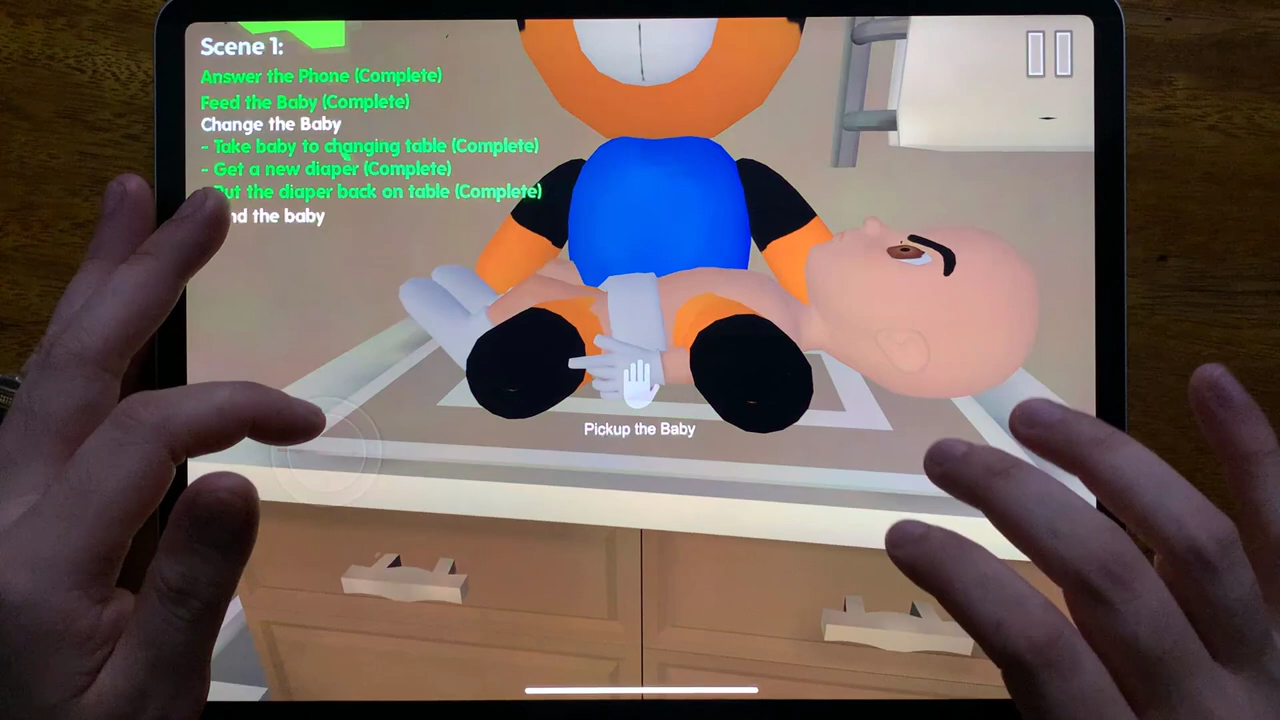 Scene 1:
Answer the Phone (Complete)
Feed the Baby (Complete)
Change the Baby
- Take baby to changing table (Complete)
- Get a new diaper (Complete)
the diaper back on table (Complete)
the baby
Pickup the Baby